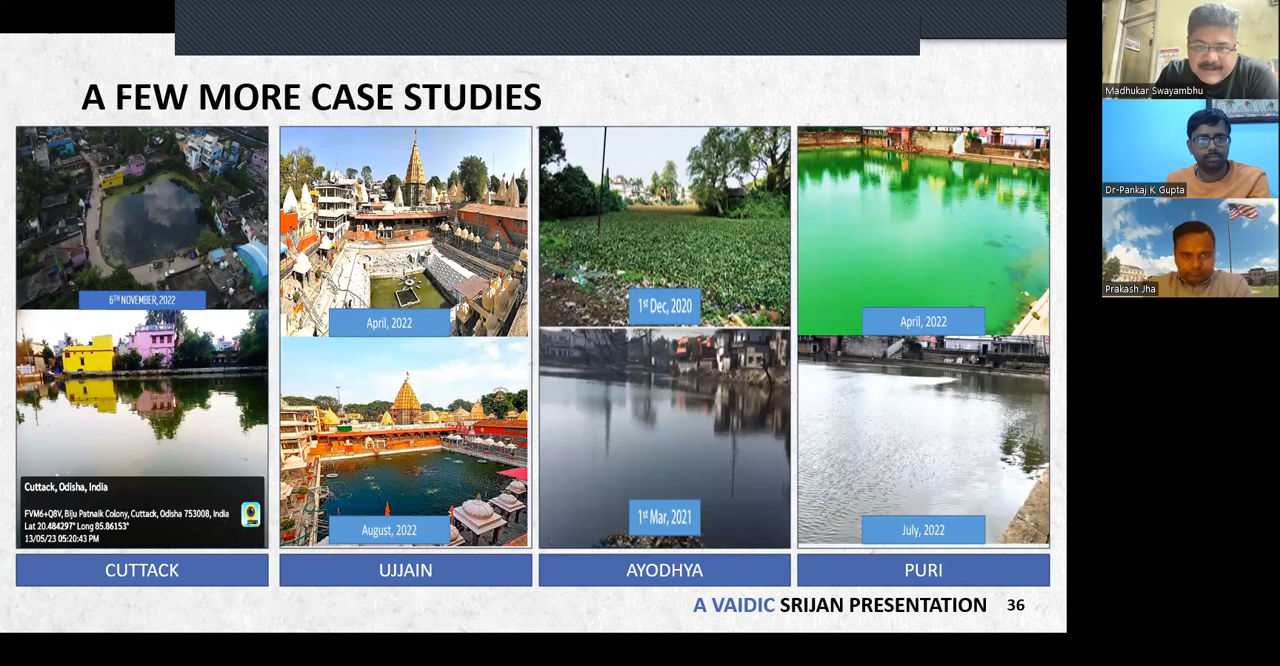 A FEW MORE CASE STUDIES
6TH NOVEMBER, 2022
Cuttack, Odisha, India
FVM6+Q8V, Biju Patnaik Colony, Cuttack, Odisha 753008, India
Lat 20.484297° Long 85.86153°
13/05/23 05:20:43 PM
CUTTACK
April, 2022
August, 2022
UJJAIN
1st Dec, 2020
1st Mar, 2021
AYODHYA
April, 2022
July, 2022
PURI
A VAIDIC SRIJAN PRESENTATION 36
Madhukar Swayambhu
Dr-Pankaj K Gupta
Prakash Jha